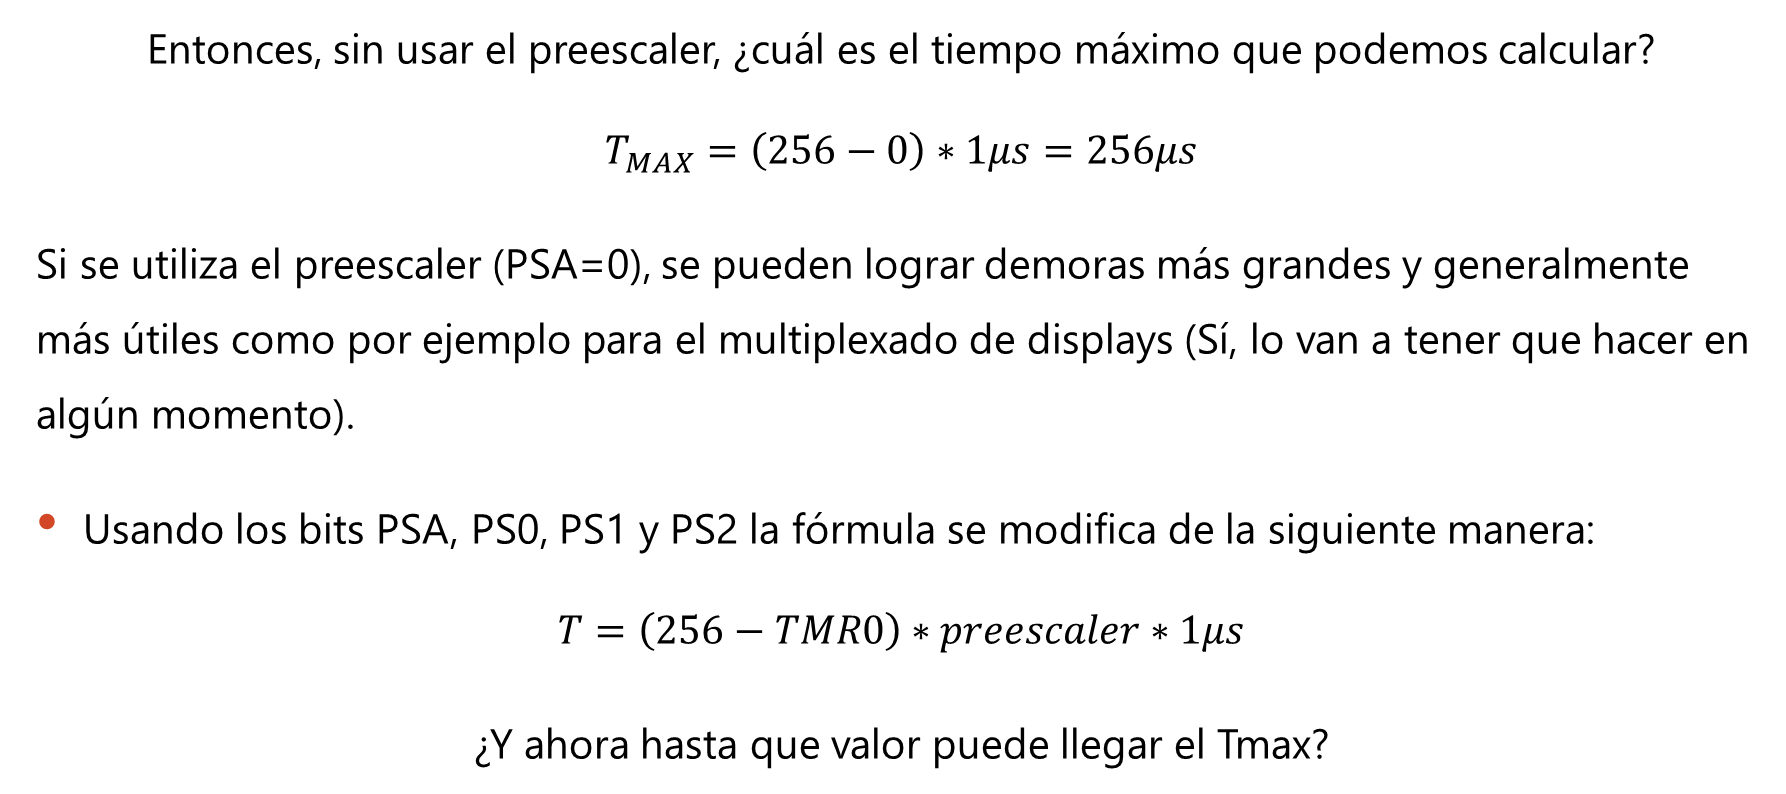 Entonces, sin usar el preescaler, ¿cuál es el tiempo máximo que podemos calcular?
T_MAX = (256 − 0) ∗ 1μs = 256μs
Si se utiliza el preescaler (PSA=0), se pueden lograr demoras más grandes y generalmente
más útiles como por ejemplo para el multiplexado de displays (Sí, lo van a tener que hacer en
algún momento).
• Usando los bits PSA, PS0, PS1 y PS2 la fórmula se modifica de la siguiente manera:
T = (256 − TMR0) ∗ preescaler ∗ 1μs
¿Y ahora hasta que valor puede llegar el Tmax?